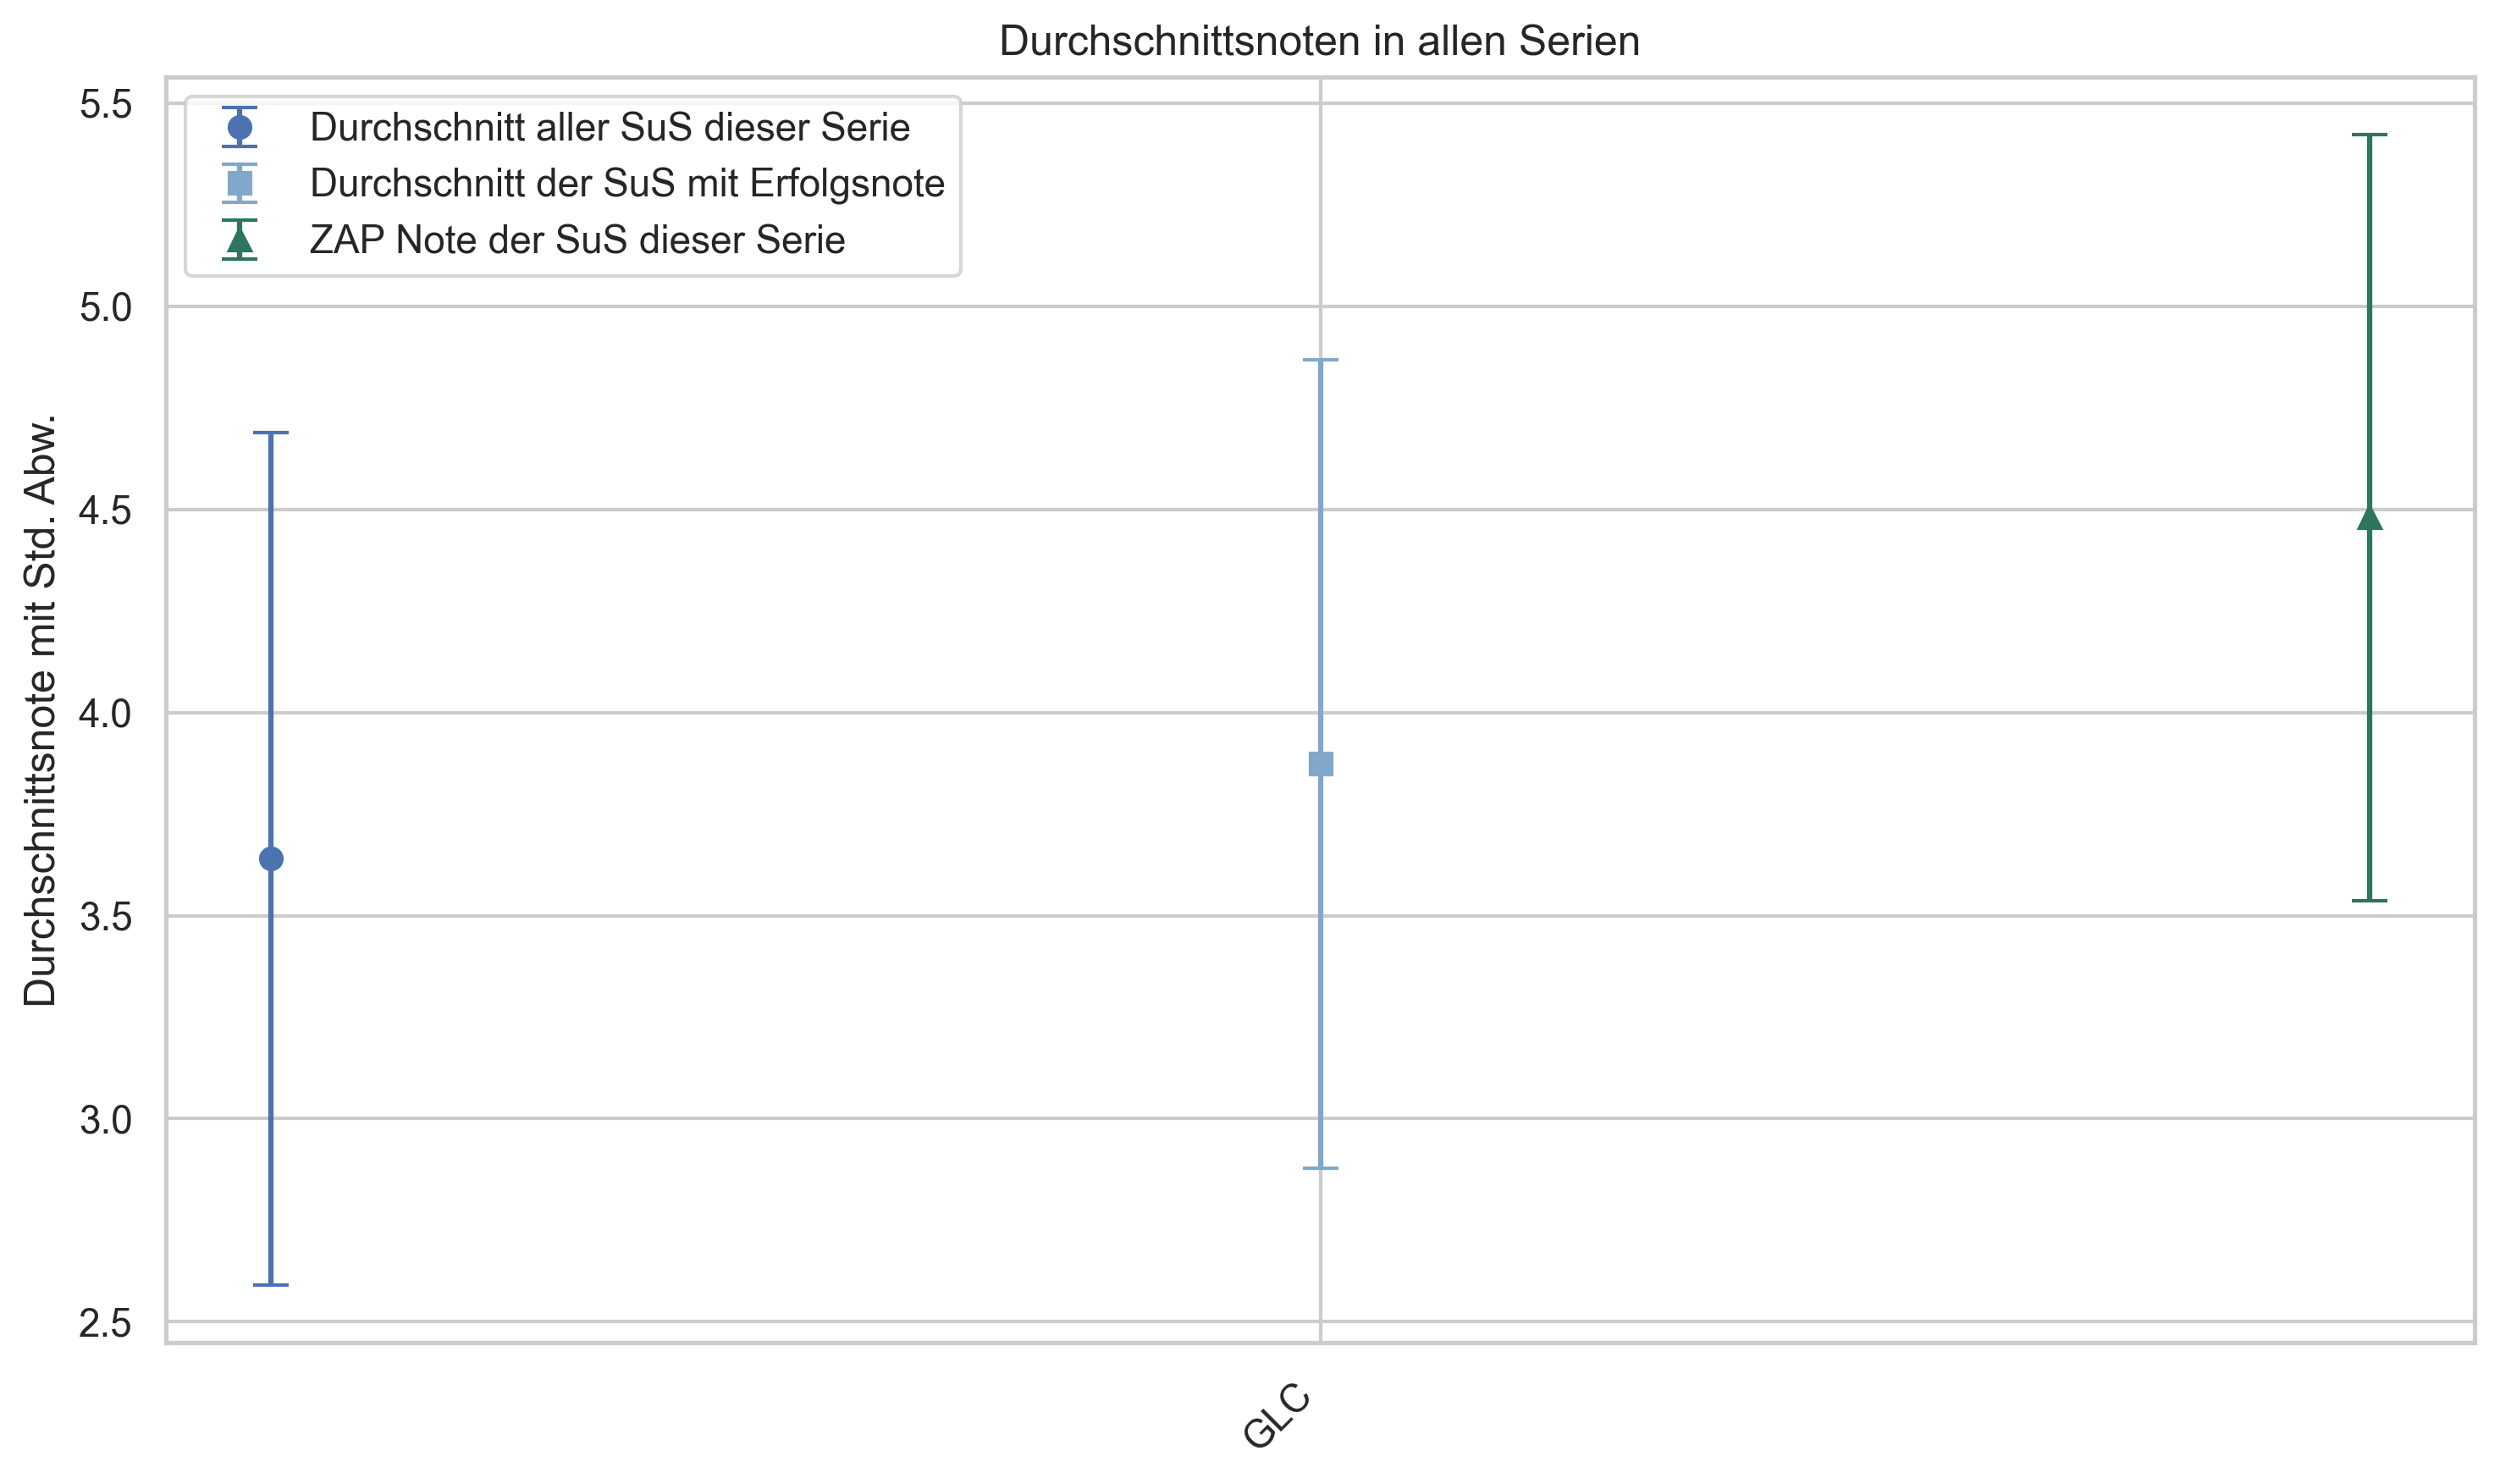 Durchschnittsnoten in allen Serien
Durchschnitt aller SuS dieser Serie
Durchschnitt der SuS mit Erfolgsnote
ZAP Note der SuS dieser Serie
Durchschnittsnote mit Std. Abw.
5.5
5.0
4.5
4.0
3.5
3.0
2.5
GLC